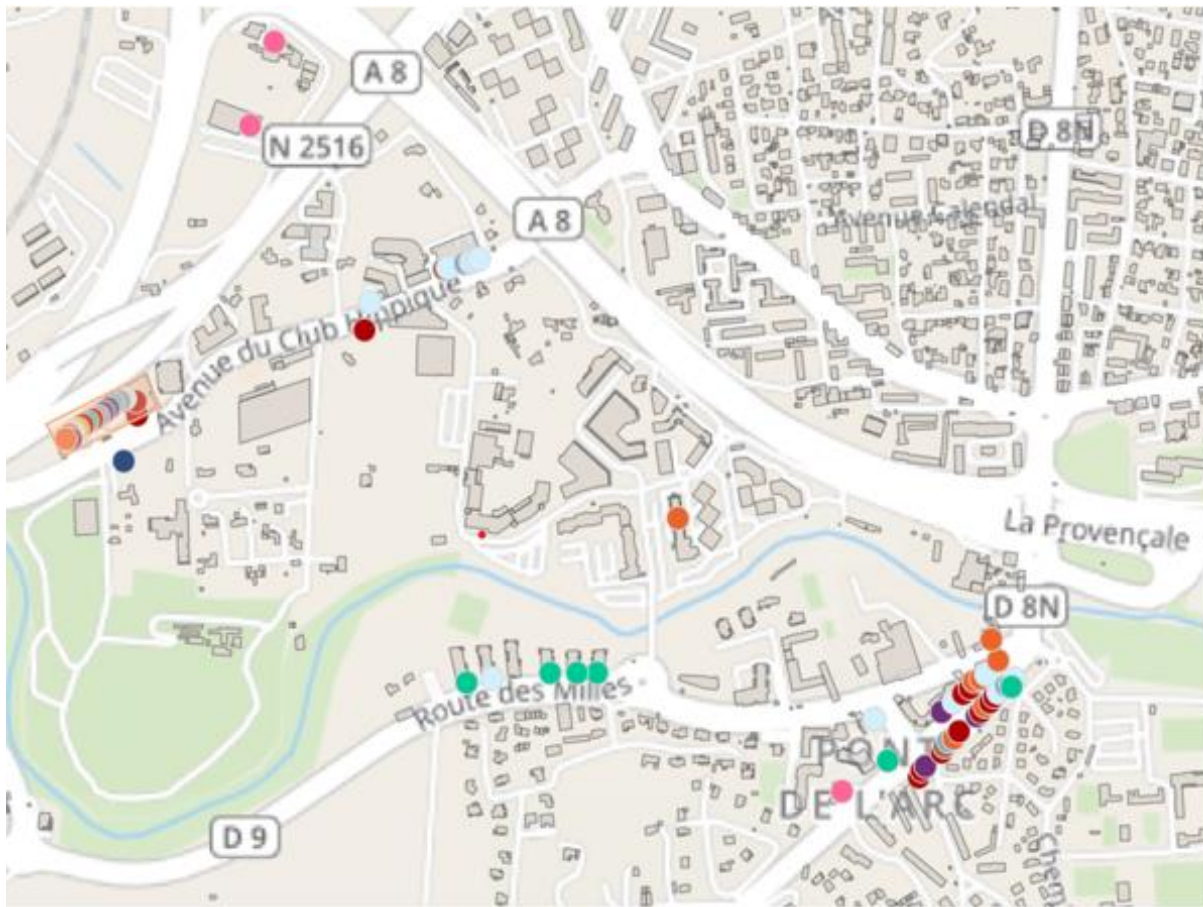 A 8
D 8N
N 2516
Avenue Calendal
A 8
Avenue du Club Hippique
La Provençale
D 8N
Route des Milles
PONT
DE L'ARC
D 9
Chem